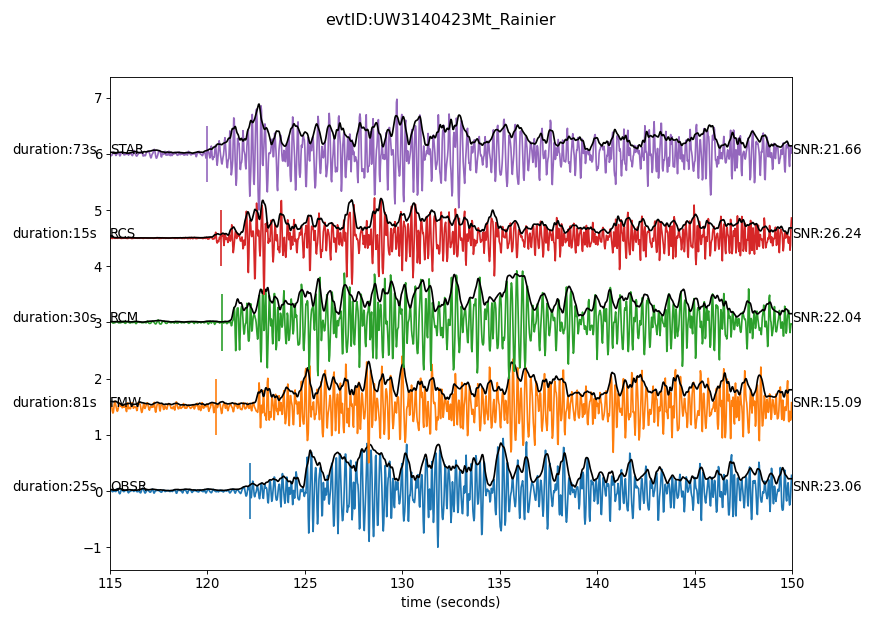 evtID:UW3140423Mt_Rainier
7
duration:73s 6 STAR SNR:21.66
5
duration:15s RCS SNR:26.24
4
duration:30s 3 RCM SNR:22.04
2
duration:81s FMW SNR:15.09
1
duration:25s 0 OBSR SNR:23.06
−1
115 120 125 130 135 140 145 150
time (seconds)